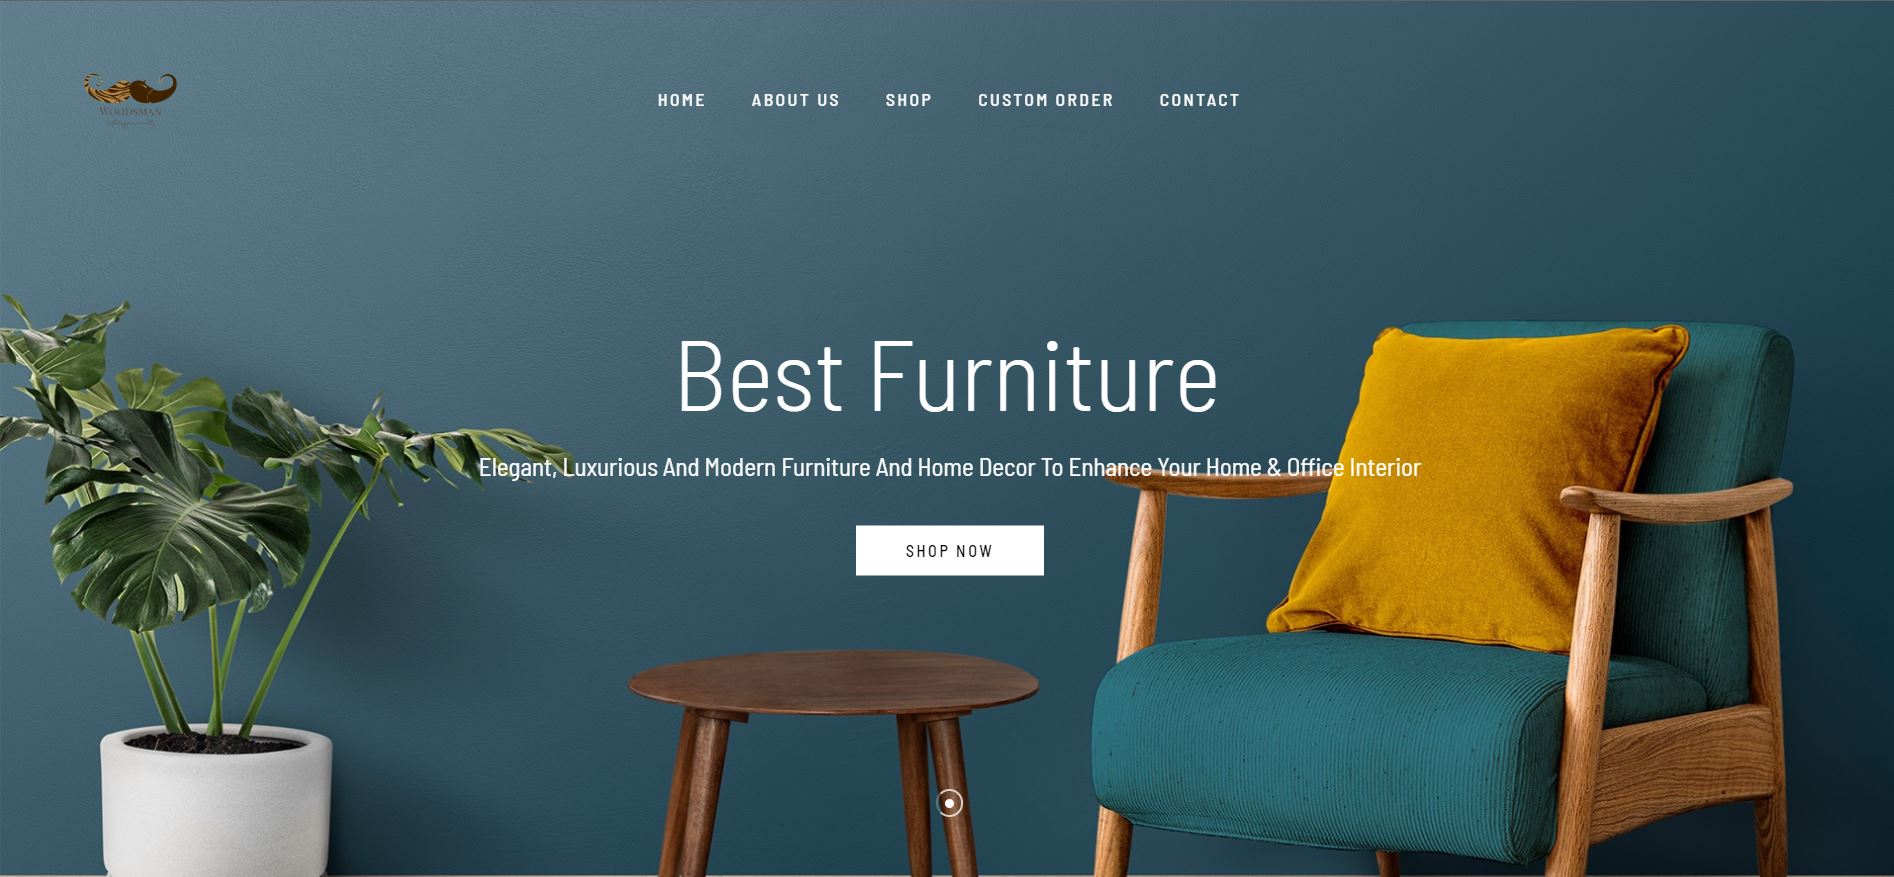 WOODSMAN
HOME ABOUT US SHOP CUSTOM ORDER CONTACT
Best Furniture
Elegant, Luxurious And Modern Furniture And Home Decor To Enhance Your Home & Office Interior
SHOP NOW